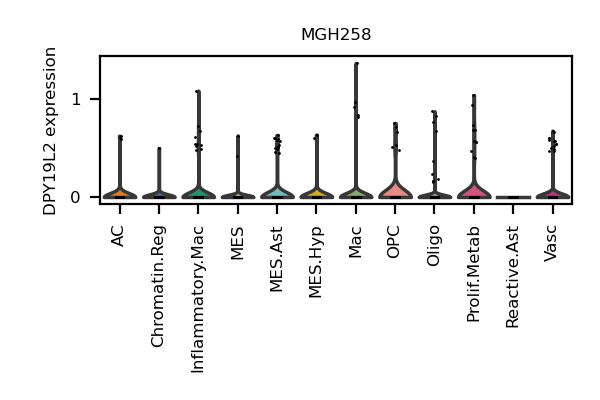 MGH258
DPY19L2 expression
1
0
AC
Chromatin.Reg
Inflammatory.Mac
MES
MES.Ast
MES.Hyp
Mac
OPC
Oligo
Prolif.Metab
Reactive.Ast
Vasc